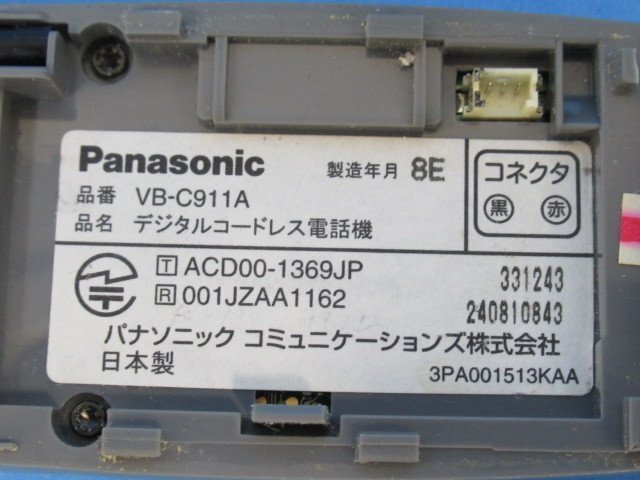 Panasonic 製造年月 8E
品番 VB-C911A
品名 デジタルコードレス電話機
コネクタ
黒 赤
T ACD00-1369JP 331243
R 001JZAA1162 240810843
パナソニック コミュニケーションズ株式会社
日本製 3PA001513KAA